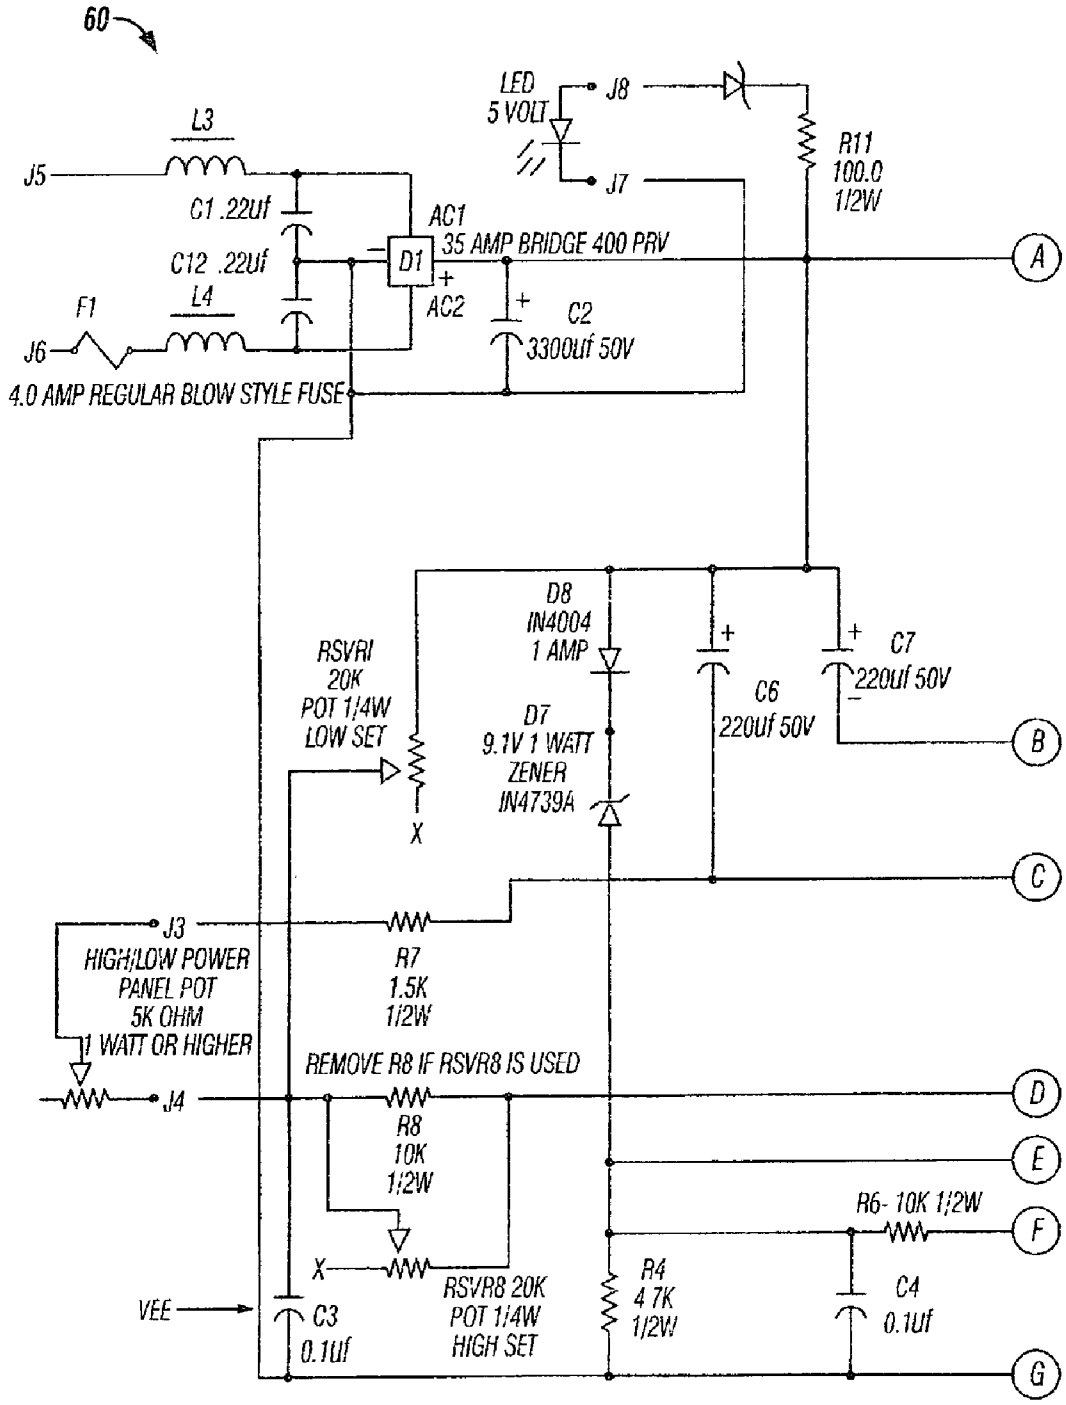 60
LED
5 VOLT
J8
L3
R11
100.0
1/2W
J5
J7
C1 .22uf
AC1
35 AMP BRIDGE 400 PRV
−
D1
A
C12 .22uf
+
AC2
F1
L4
+
C2
3300uf 50V
J6
4.0 AMP REGULAR BLOW STYLE FUSE
D8
IN4004
1 AMP
RSVRI
20K
POT 1/4W
LOW SET
+
C6
220uf 50V
+
C7
220uf 50V
−
D7
9.1V 1 WATT
ZENER
IN4739A
B
X
C
J3
HIGH/LOW POWER
PANEL POT
5K OHM
1 WATT OR HIGHER
R7
1.5K
1/2W
REMOVE R8 IF RSVR8 IS USED
J4
D
R8
10K
1/2W
E
R6- 10K 1/2W
F
X
RSVR8 20K
POT 1/4W
HIGH SET
R4
4 7K
1/2W
C4
0.1uf
VEE
C3
0.1uf
G